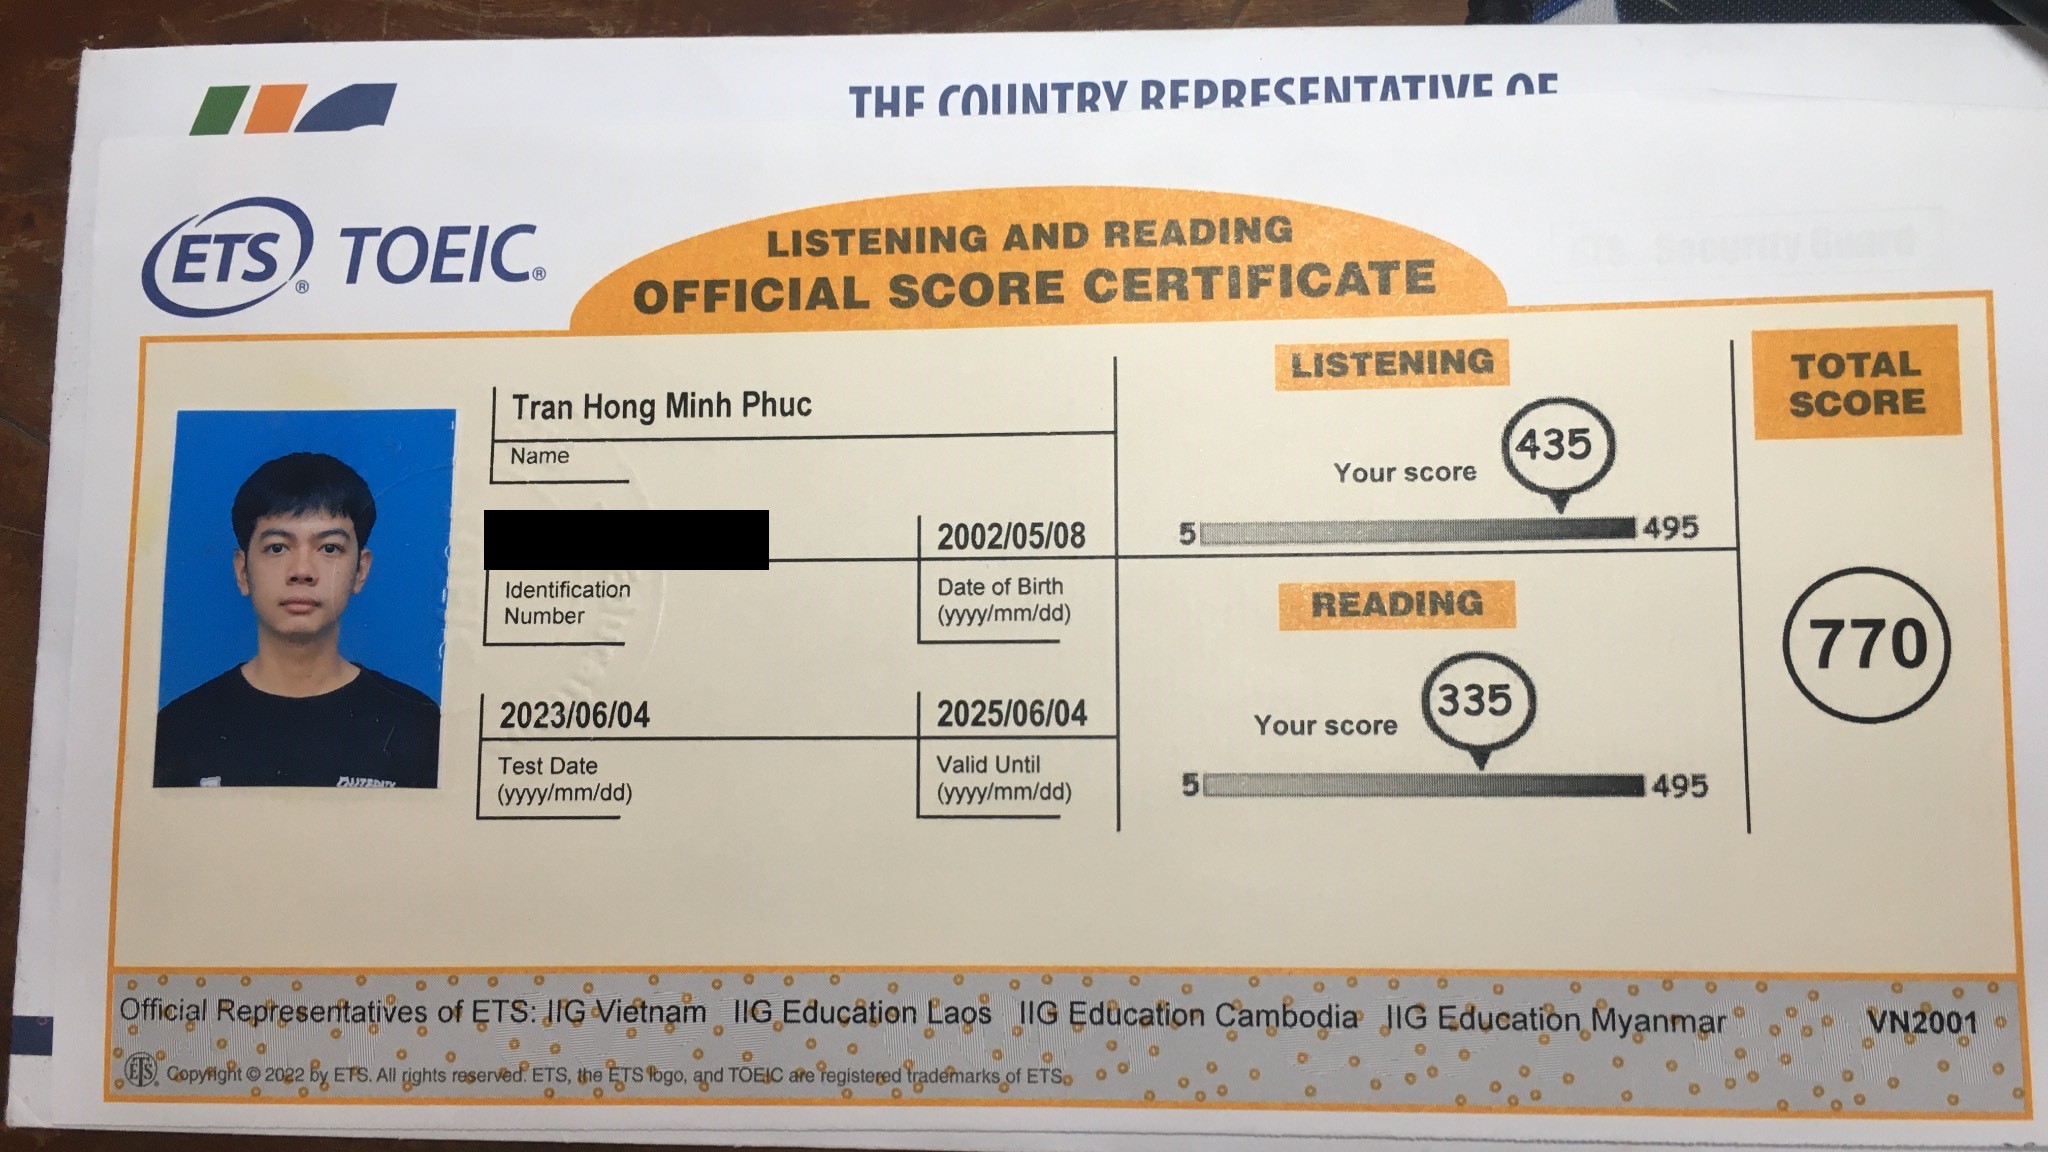 THE COUNTRY REPRESENTATIVE OF
ETS® TOEIC®
LISTENING AND READING
OFFICIAL SCORE CERTIFICATE
ETS Security Guard
Tran Hong Minh Phuc
Name
Identification
Number
2002/05/08
Date of Birth
(yyyy/mm/dd)
2023/06/04
Test Date
(yyyy/mm/dd)
2025/06/04
Valid Until
(yyyy/mm/dd)
LISTENING
Your score
435
5
495
READING
Your score
335
5
495
TOTAL
SCORE
770
Official Representatives of ETS: IIG Vietnam IIG Education Laos IIG Education Cambodia IIG Education Myanmar VN2001
ETS® Copyright © 2022 by ETS. All rights reserved. ETS, the ETS logo, and TOEIC are registered trademarks of ETS.